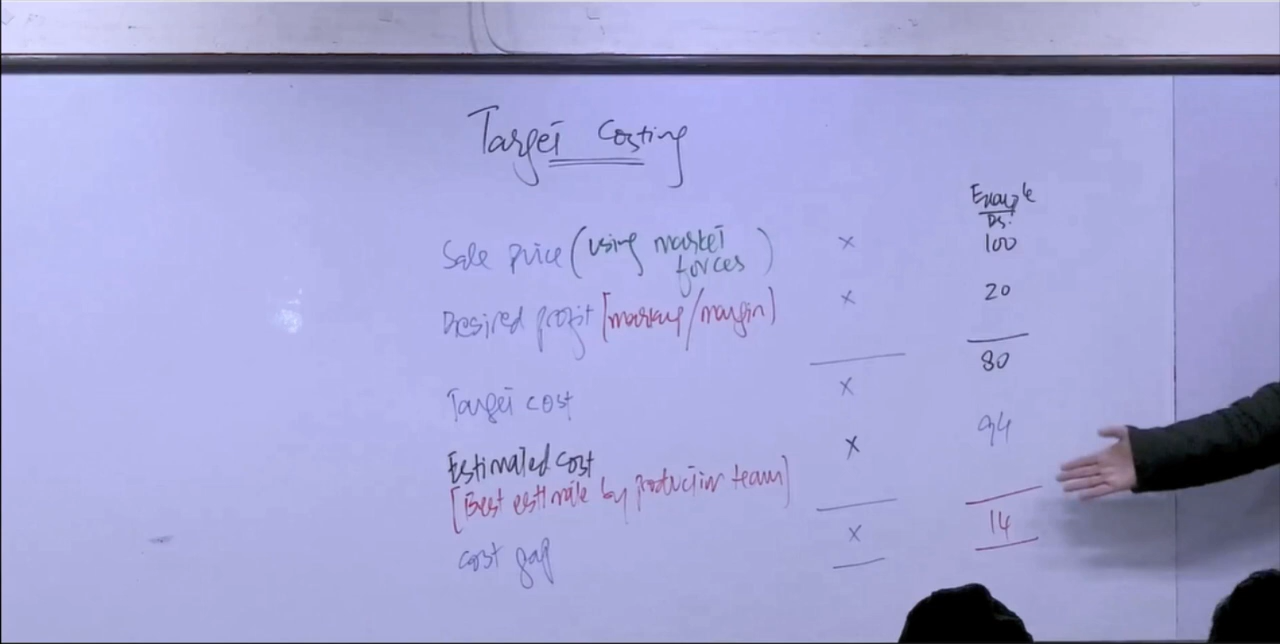 Target Costing
Example
Ds.
Sale price (using market forces) x 100
Desired profit [markup/margin] x 20
80
Target cost x
Estimated cost x 94
[Best estimate by production team]
Cost gap x 14